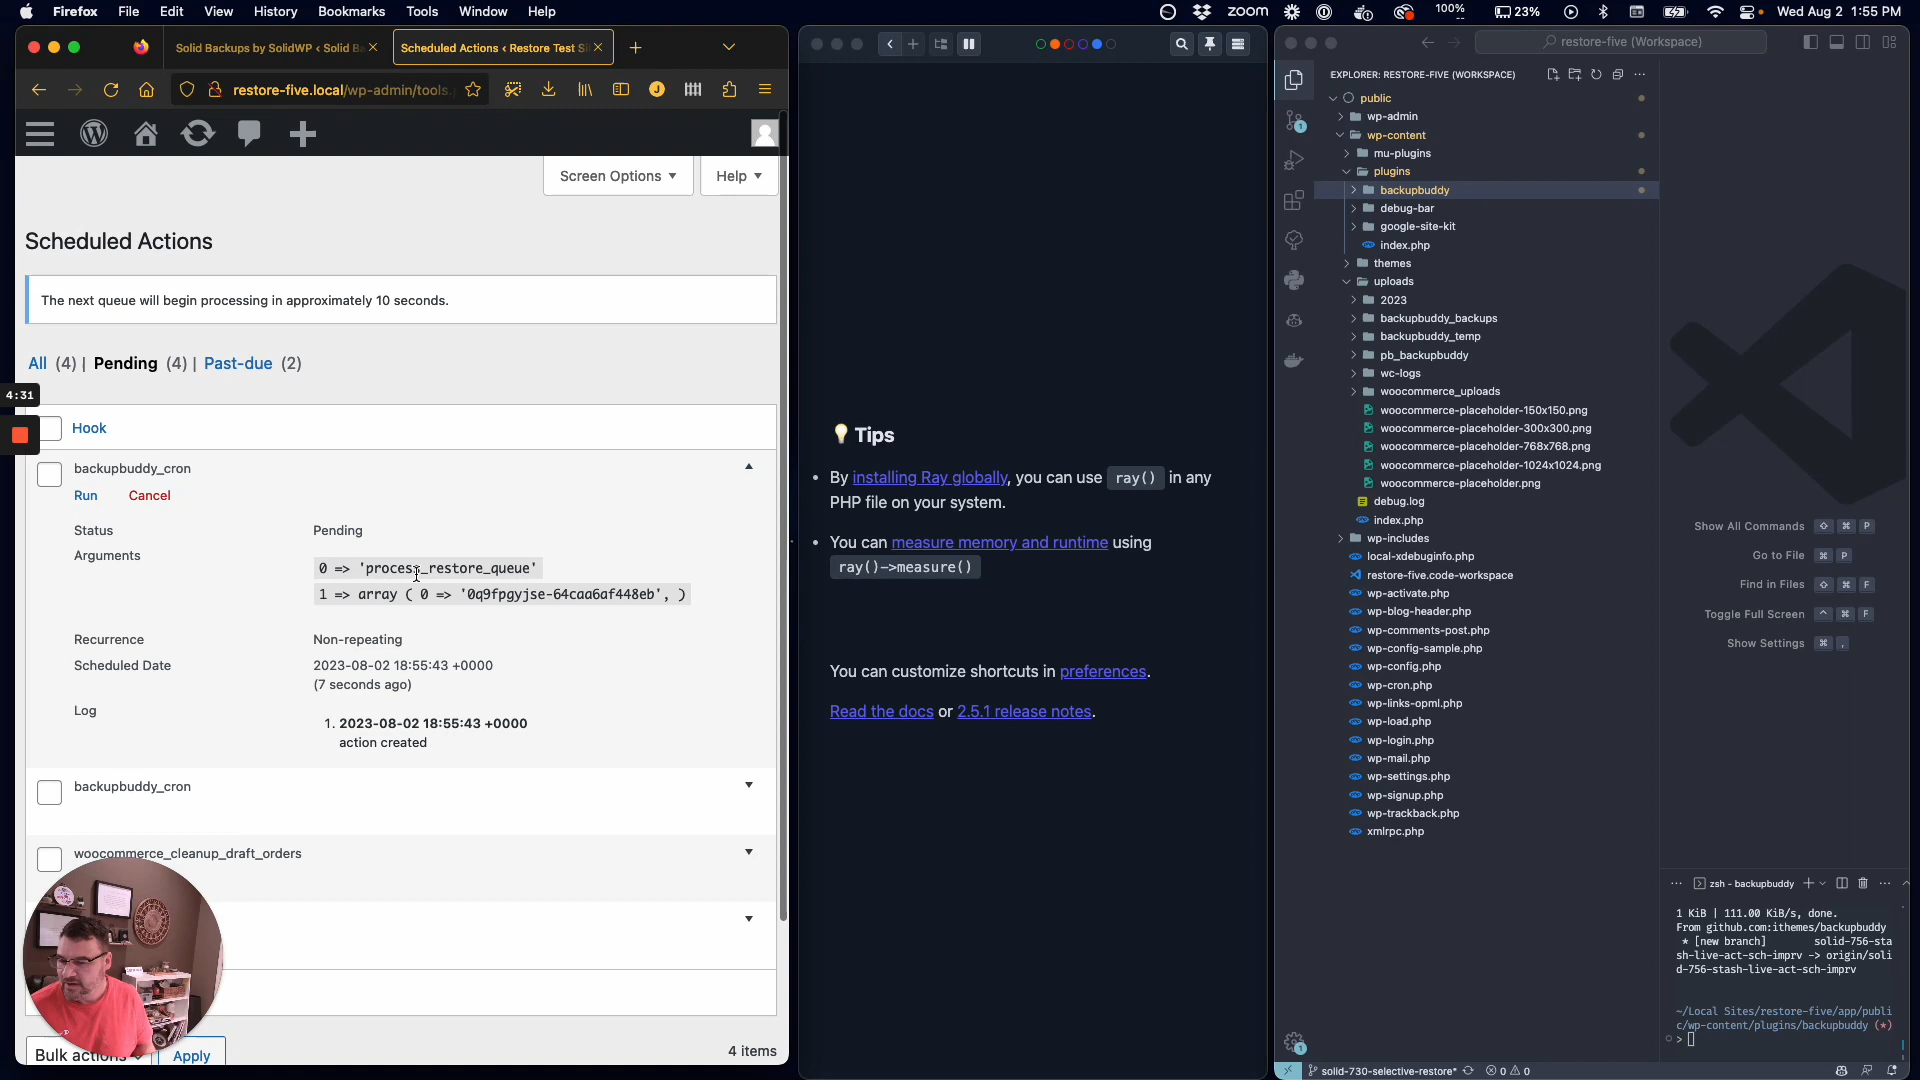 Firefox File Edit View History Bookmarks Tools Window Help
zoom 100% 23% Wed Aug 2 1:55 PM
Solid Backups by SolidWP ‹ Solid Ba
Scheduled Actions ‹ Restore Test Si
restore-five.local/wp-admin/tools.
Screen Options ▼ Help ▼
Scheduled Actions
The next queue will begin processing in approximately 10 seconds.
All (4) | Pending (4) | Past-due (2)
4:31
Hook
backupbuddy_cron
Run Cancel
Status Pending
Arguments
0 => 'process_restore_queue'
1 => array ( 0 => '0q9fpgyjse-64caa6af448eb', )
Recurrence Non-repeating
Scheduled Date 2023-08-02 18:55:43 +0000
(7 seconds ago)
Log
1. 2023-08-02 18:55:43 +0000
action created
backupbuddy_cron
woocommerce_cleanup_draft_orders
Bulk actions
Apply
4 items
💡 Tips
• By installing Ray globally, you can use ray() in any
PHP file on your system.
• You can measure memory and runtime using
ray()->measure()
You can customize shortcuts in preferences.
Read the docs or 2.5.1 release notes.
restore-five (Workspace)
EXPLORER: RESTORE-FIVE (WORKSPACE)
public
wp-admin
wp-content
mu-plugins
plugins
backupbuddy
debug-bar
google-site-kit
index.php
themes
uploads
2023
backupbuddy_backups
backupbuddy_temp
pb_backupbuddy
wc-logs
woocommerce_uploads
woocommerce-placeholder-150x150.png
woocommerce-placeholder-300x300.png
woocommerce-placeholder-768x768.png
woocommerce-placeholder-1024x1024.png
woocommerce-placeholder.png
debug.log
index.php
wp-includes
local-xdebuginfo.php
restore-five.code-workspace
wp-activate.php
wp-blog-header.php
wp-comments-post.php
wp-config-sample.php
wp-config.php
wp-cron.php
wp-links-opml.php
wp-load.php
wp-login.php
wp-mail.php
wp-settings.php
wp-signup.php
wp-trackback.php
xmlrpc.php
Show All Commands ⇧ ⌘ P
Go to File ⌘ P
Find in Files ⇧ ⌘ F
Toggle Full Screen ^ ⌘ F
Show Settings ⌘ ,
zsh - backupbuddy
1 KiB | 111.00 KiB/s, done.
From github.com:ithemes/backupbuddy
* [new branch] solid-756-sta
sh-live-act-sch-imprv -> origin/soli
d-756-stash-live-act-sch-imprv
~/Local Sites/restore-five/app/publi
c/wp-content/plugins/backupbuddy (*)
>
solid-730-selective-restore* 0 0